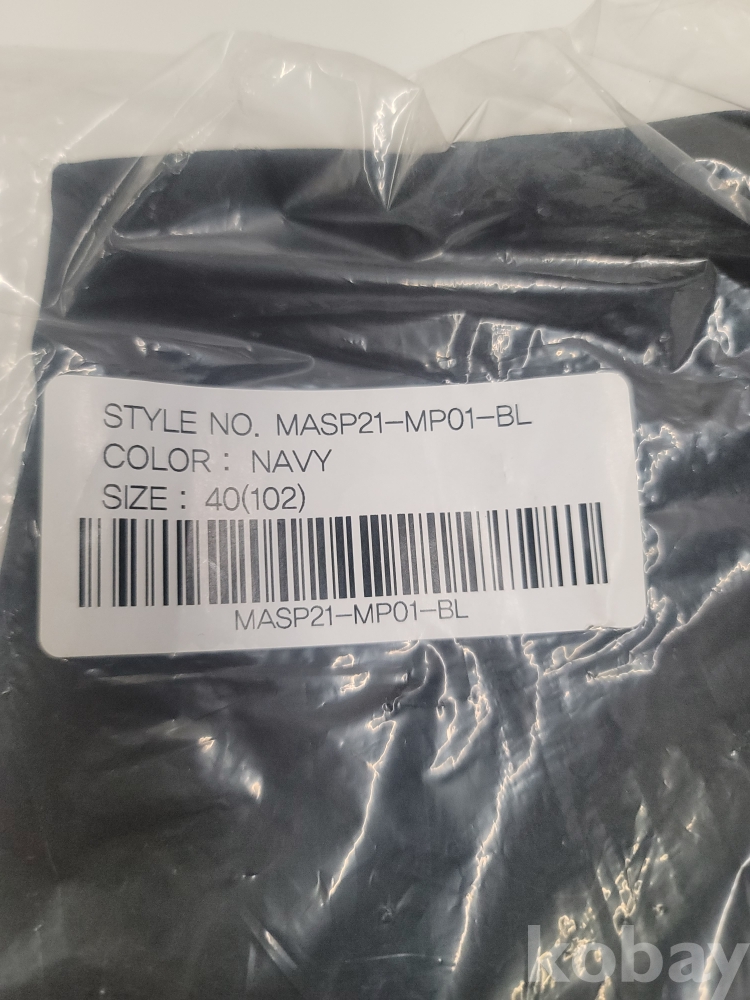 STYLE NO. MASP21-MP01-BL
COLOR : NAVY
SIZE : 40(102)
MASP21-MP01-BL
kobay